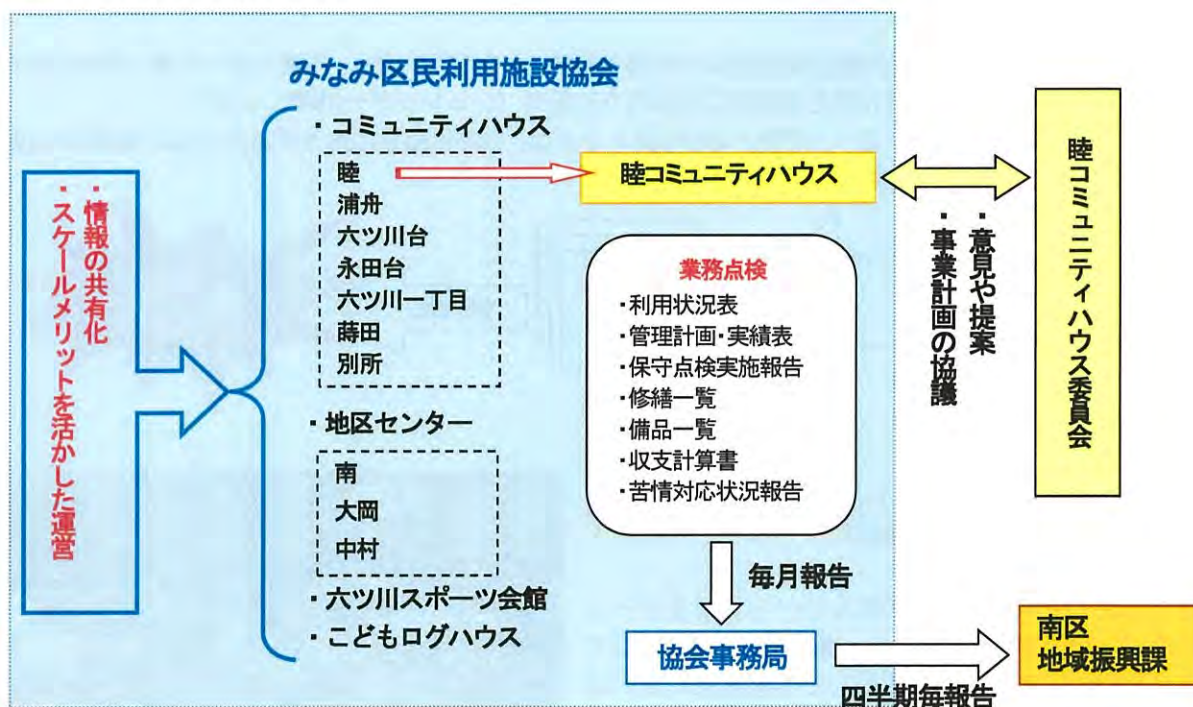 みなみ区民利用施設協会
・情報の共有化
・スケールメリットを活かした運営
・コミュニティハウス
睦
浦舟
六ツ川台
永田台
六ツ川一丁目
蒔田
別所
・地区センター
南
大岡
中村
・六ツ川スポーツ会館
・こどもログハウス
睦コミュニティハウス
業務点検
・利用状況表
・管理計画・実績表
・保守点検実施報告
・修繕一覧
・備品一覧
・収支計算書
・苦情対応状況報告
毎月報告
協会事務局
四半期毎報告
・意見や提案
・事業計画の協議
睦コミュニティハウス委員会
南区
地域振興課